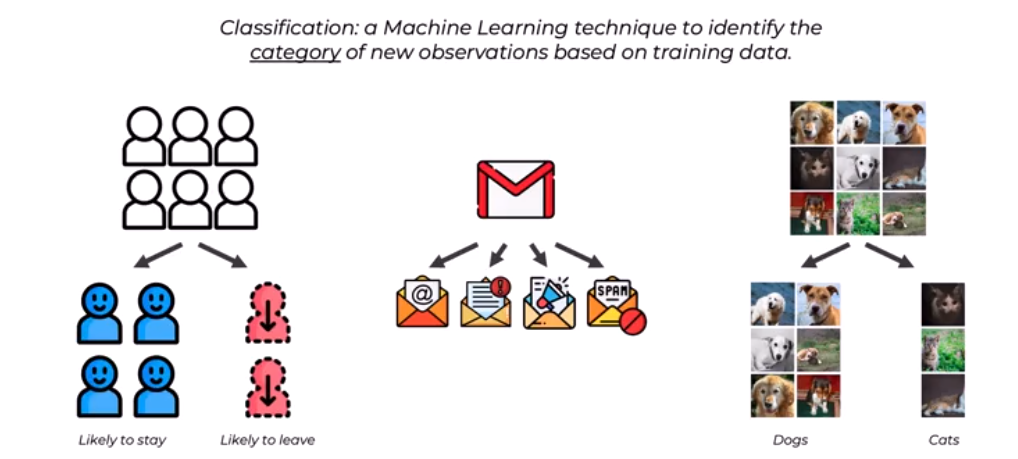 Classification: a Machine Learning technique to identify the
category of new observations based on training data.
@
!
SPAM
Likely to stay
Likely to leave
Dogs
Cats